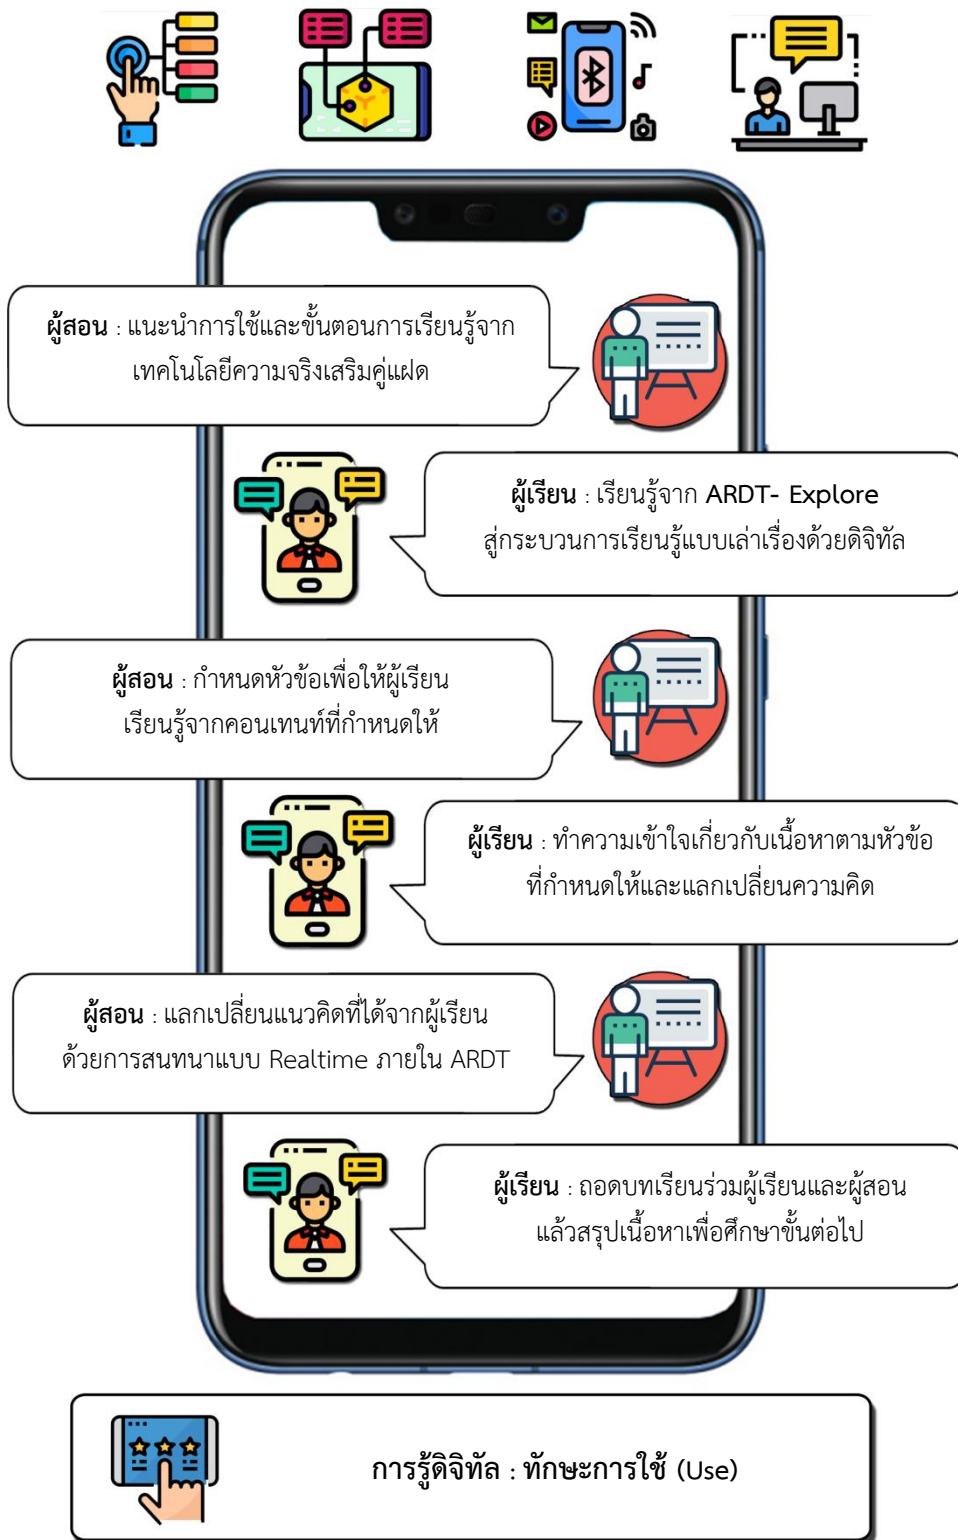 ผู้สอน : แนะนำการใช้และขั้นตอนการเรียนรู้จาก
เทคโนโลยีความจริงเสริมคู่แฝด
ผู้เรียน : เรียนรู้จาก ARDT- Explore
สู่กระบวนการเรียนรู้แบบเล่าเรื่องด้วยดิจิทัล
ผู้สอน : กำหนดหัวข้อเพื่อให้ผู้เรียน
เรียนรู้จากคอนเทนท์ที่กำหนดให้
ผู้เรียน : ทำความเข้าใจเกี่ยวกับเนื้อหาตามหัวข้อ
ที่กำหนดให้และแลกเปลี่ยนความคิด
ผู้สอน : แลกเปลี่ยนแนวคิดที่ได้จากผู้เรียน
ด้วยการสนทนาแบบ Realtime ภายใน ARDT
ผู้เรียน : ถอดบทเรียนร่วมผู้เรียนและผู้สอน
แล้วสรุปเนื้อหาเพื่อศึกษาขั้นต่อไป
การรู้ดิจิทัล : ทักษะการใช้ (Use)